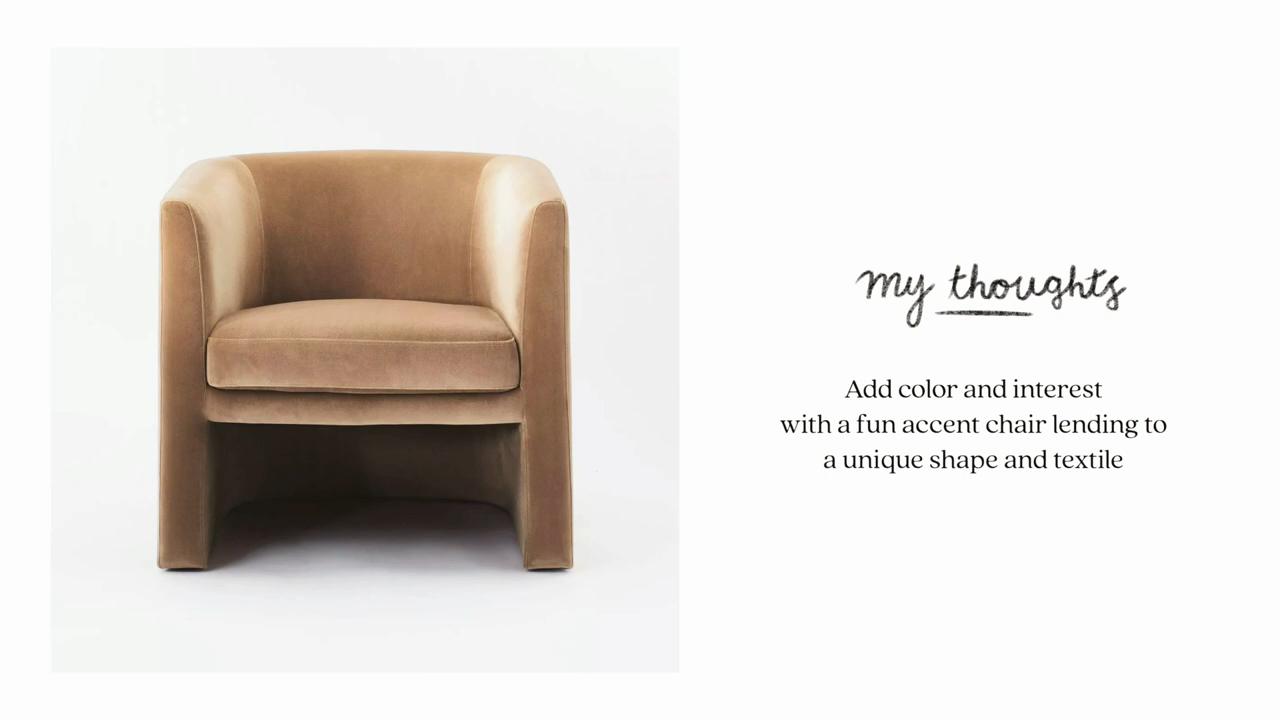 my thoughts
Add color and interest
with a fun accent chair lending to
a unique shape and textile